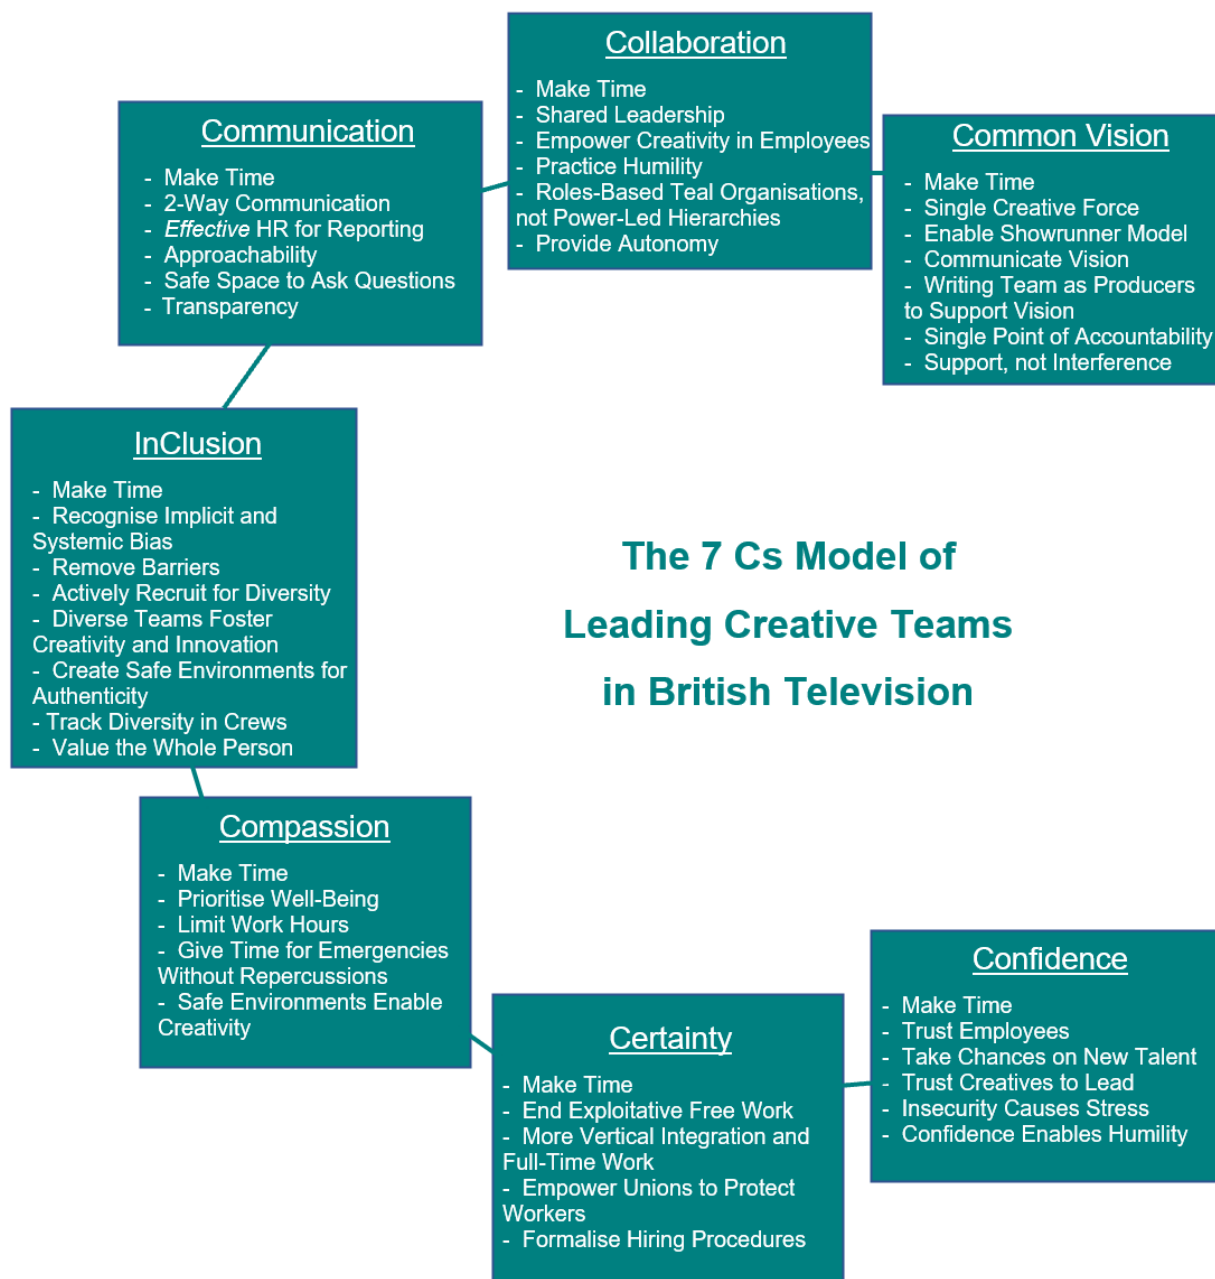 Collaboration
- Make Time
- Shared Leadership
- Empower Creativity in Employees
- Practice Humility
- Roles-Based Teal Organisations,
not Power-Led Hierarchies
- Provide Autonomy
Communication
- Make Time
- 2-Way Communication
- Effective HR for Reporting
- Approachability
- Safe Space to Ask Questions
- Transparency
Common Vision
- Make Time
- Single Creative Force
- Enable Showrunner Model
- Communicate Vision
- Writing Team as Producers
to Support Vision
- Single Point of Accountability
- Support, not Interference
InClusion
- Make Time
- Recognise Implicit and
Systemic Bias
- Remove Barriers
- Actively Recruit for Diversity
- Diverse Teams Foster
Creativity and Innovation
- Create Safe Environments for
Authenticity
- Track Diversity in Crews
- Value the Whole Person
The 7 Cs Model of
Leading Creative Teams
in British Television
Compassion
- Make Time
- Prioritise Well-Being
- Limit Work Hours
- Give Time for Emergencies
Without Repercussions
- Safe Environments Enable
Creativity
Certainty
- Make Time
- End Exploitative Free Work
- More Vertical Integration and
Full-Time Work
- Empower Unions to Protect
Workers
- Formalise Hiring Procedures
Confidence
- Make Time
- Trust Employees
- Take Chances on New Talent
- Trust Creatives to Lead
- Insecurity Causes Stress
- Confidence Enables Humility